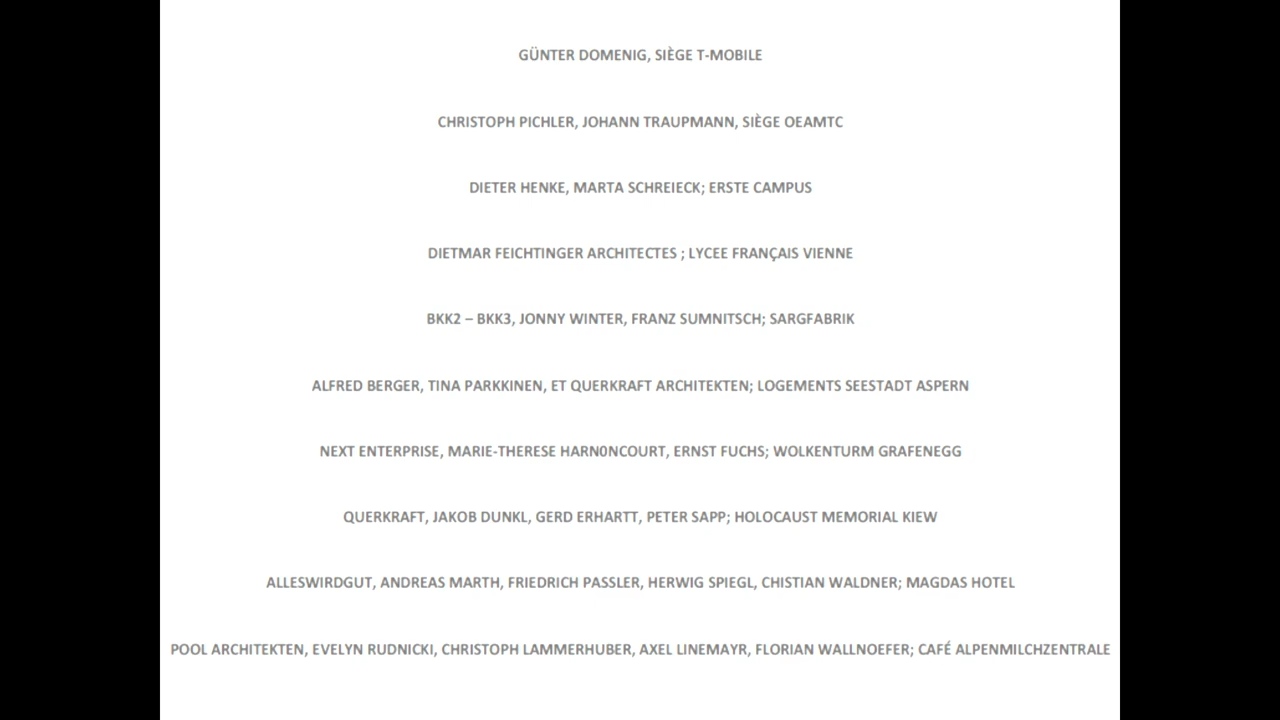 GÜNTER DOMENIG, SIÈGE T-MOBILE
CHRISTOPH PICHLER, JOHANN TRAUPMANN, SIÈGE OEAMTC
DIETER HENKE, MARTA SCHREIECK; ERSTE CAMPUS
DIETMAR FEICHTINGER ARCHITECTES ; LYCEE FRANÇAIS VIENNE
BKK2 – BKK3, JONNY WINTER, FRANZ SUMNITSCH; SARGFABRIK
ALFRED BERGER, TINA PARKKINEN, ET QUERKRAFT ARCHITEKTEN; LOGEMENTS SEESTADT ASPERN
NEXT ENTERPRISE, MARIE-THERESE HARN0NCOURT, ERNST FUCHS; WOLKENTURM GRAFENEGG
QUERKRAFT, JAKOB DUNKL, GERD ERHARTT, PETER SAPP; HOLOCAUST MEMORIAL KIEW
ALLESWIRDGUT, ANDREAS MARTH, FRIEDRICH PASSLER, HERWIG SPIEGL, CHISTIAN WALDNER; MAGDAS HOTEL
POOL ARCHITEKTEN, EVELYN RUDNICKI, CHRISTOPH LAMMERHUBER, AXEL LINEMAYR, FLORIAN WALLNOEFER; CAFÉ ALPENMILCHZENTRALE